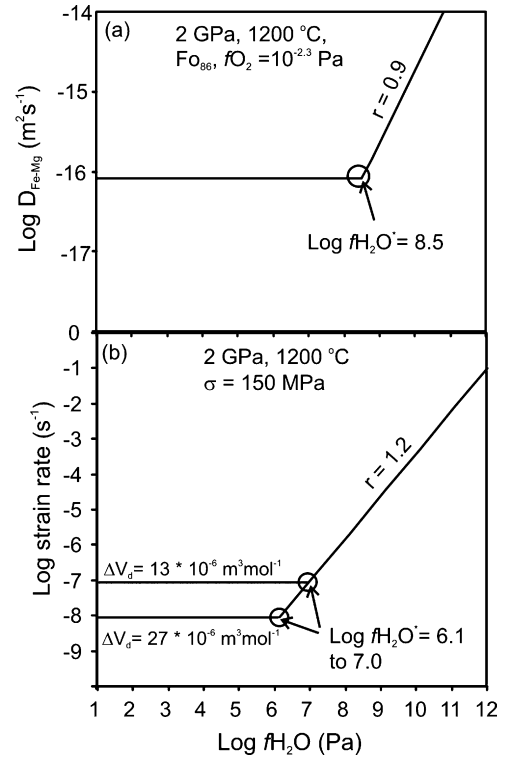 -14
(a)
2 GPa, 1200 °C,
Fo₈₆, fO₂ =10⁻²·³ Pa
-15
r = 0.9
Log D_Fe-Mg (m²s⁻¹)
-16
Log fH₂O*= 8.5
-17
0
(b)
2 GPa, 1200 °C
σ = 150 MPa
-1
-2
-3
r = 1.2
Log strain rate (s⁻¹)
-4
-5
-6
ΔV_d= 13 * 10⁻⁶ m³mol⁻¹
-7
-8
ΔV_d= 27 * 10⁻⁶ m³mol⁻¹
Log fH₂O*= 6.1
to 7.0
-9
1 2 3 4 5 6 7 8 9 10 11 12
Log fH₂O (Pa)